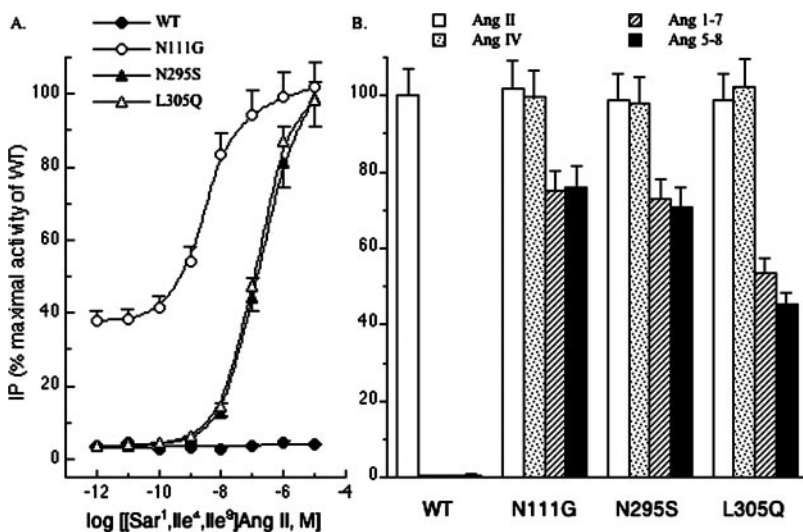 A.
WT
N111G
N295S
L305Q
IP (% maximal activity of WT)
100
80
60
40
20
0
-12
-10
-8
-6
-4
log [[Sar¹,Ile⁴,Ile⁸]Ang II, M]
B.
Ang II
Ang 1-7
Ang IV
Ang 5-8
100
80
60
40
20
0
WT
N111G
N295S
L305Q